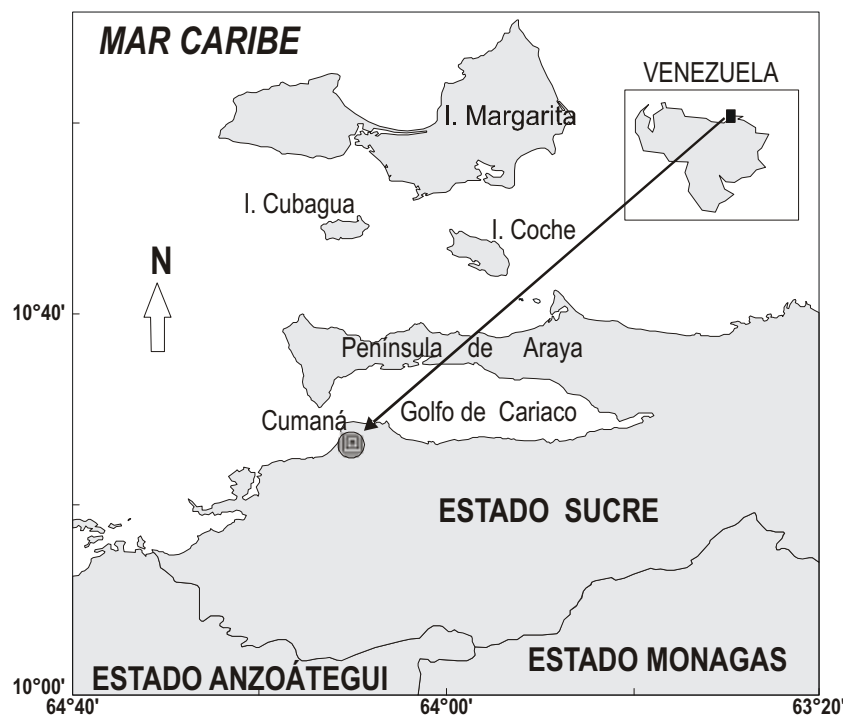 MAR CARIBE
VENEZUELA
I. Margarita
I. Cubagua
I. Coche
N
10°40'
Península de Araya
Cumaná
Golfo de Cariaco
ESTADO SUCRE
ESTADO MONAGAS
ESTADO ANZOÁTEGUI
10°00'
64°40'
64°00'
63°20'